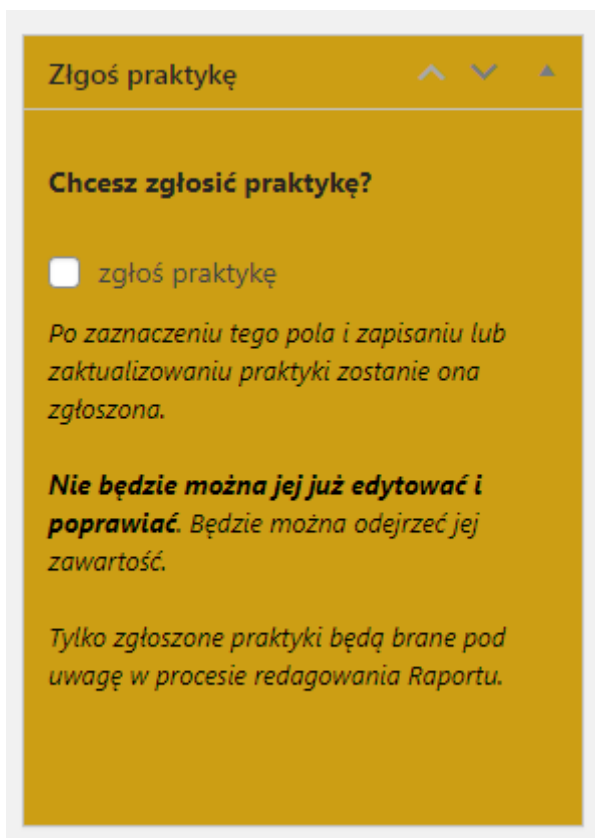 Złgoś praktykę
Chcesz zgłosić praktykę?
zgłoś praktykę
Po zaznaczeniu tego pola i zapisaniu lub
zaktualizowaniu praktyki zostanie ona
zgłoszona.
Nie będzie można jej już edytować i
poprawiać. Będzie można odejrzeć jej
zawartość.
Tylko zgłoszone praktyki będą brane pod
uwagę w procesie redagowania Raportu.